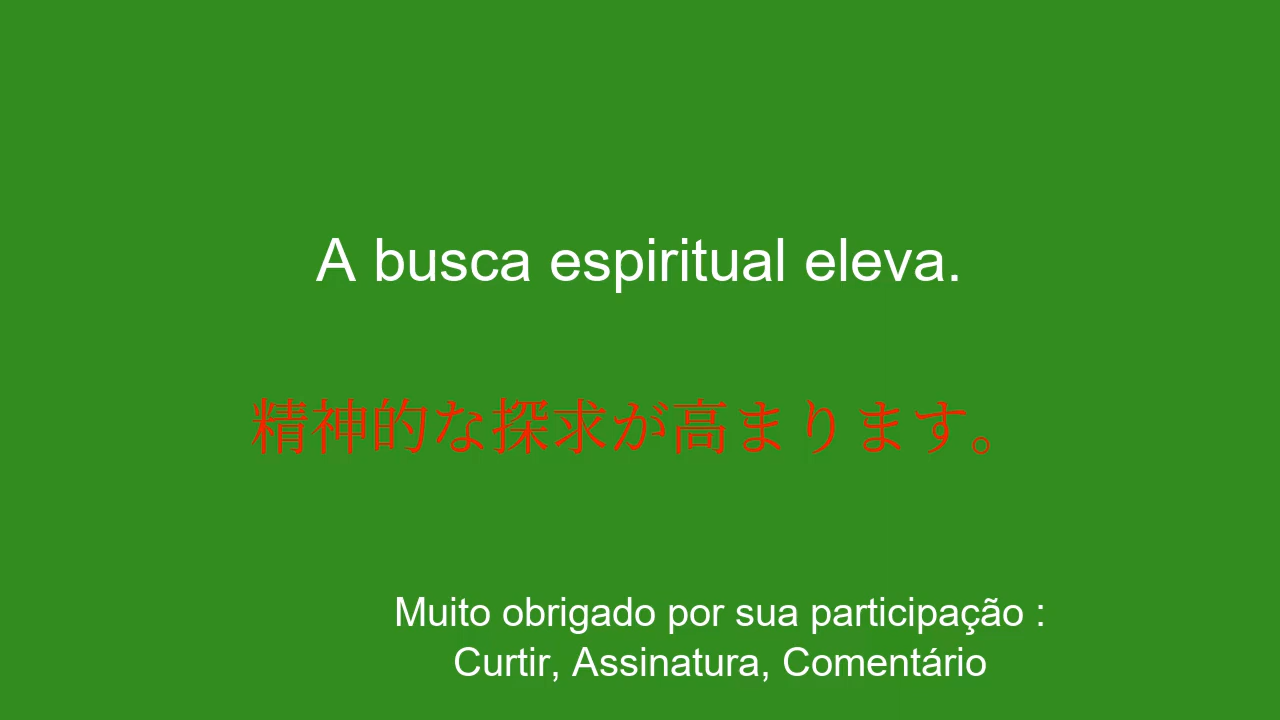 A busca espiritual eleva.
精神的な探求が高まります。
Muito obrigado por sua participação :
Curtir, Assinatura, Comentário